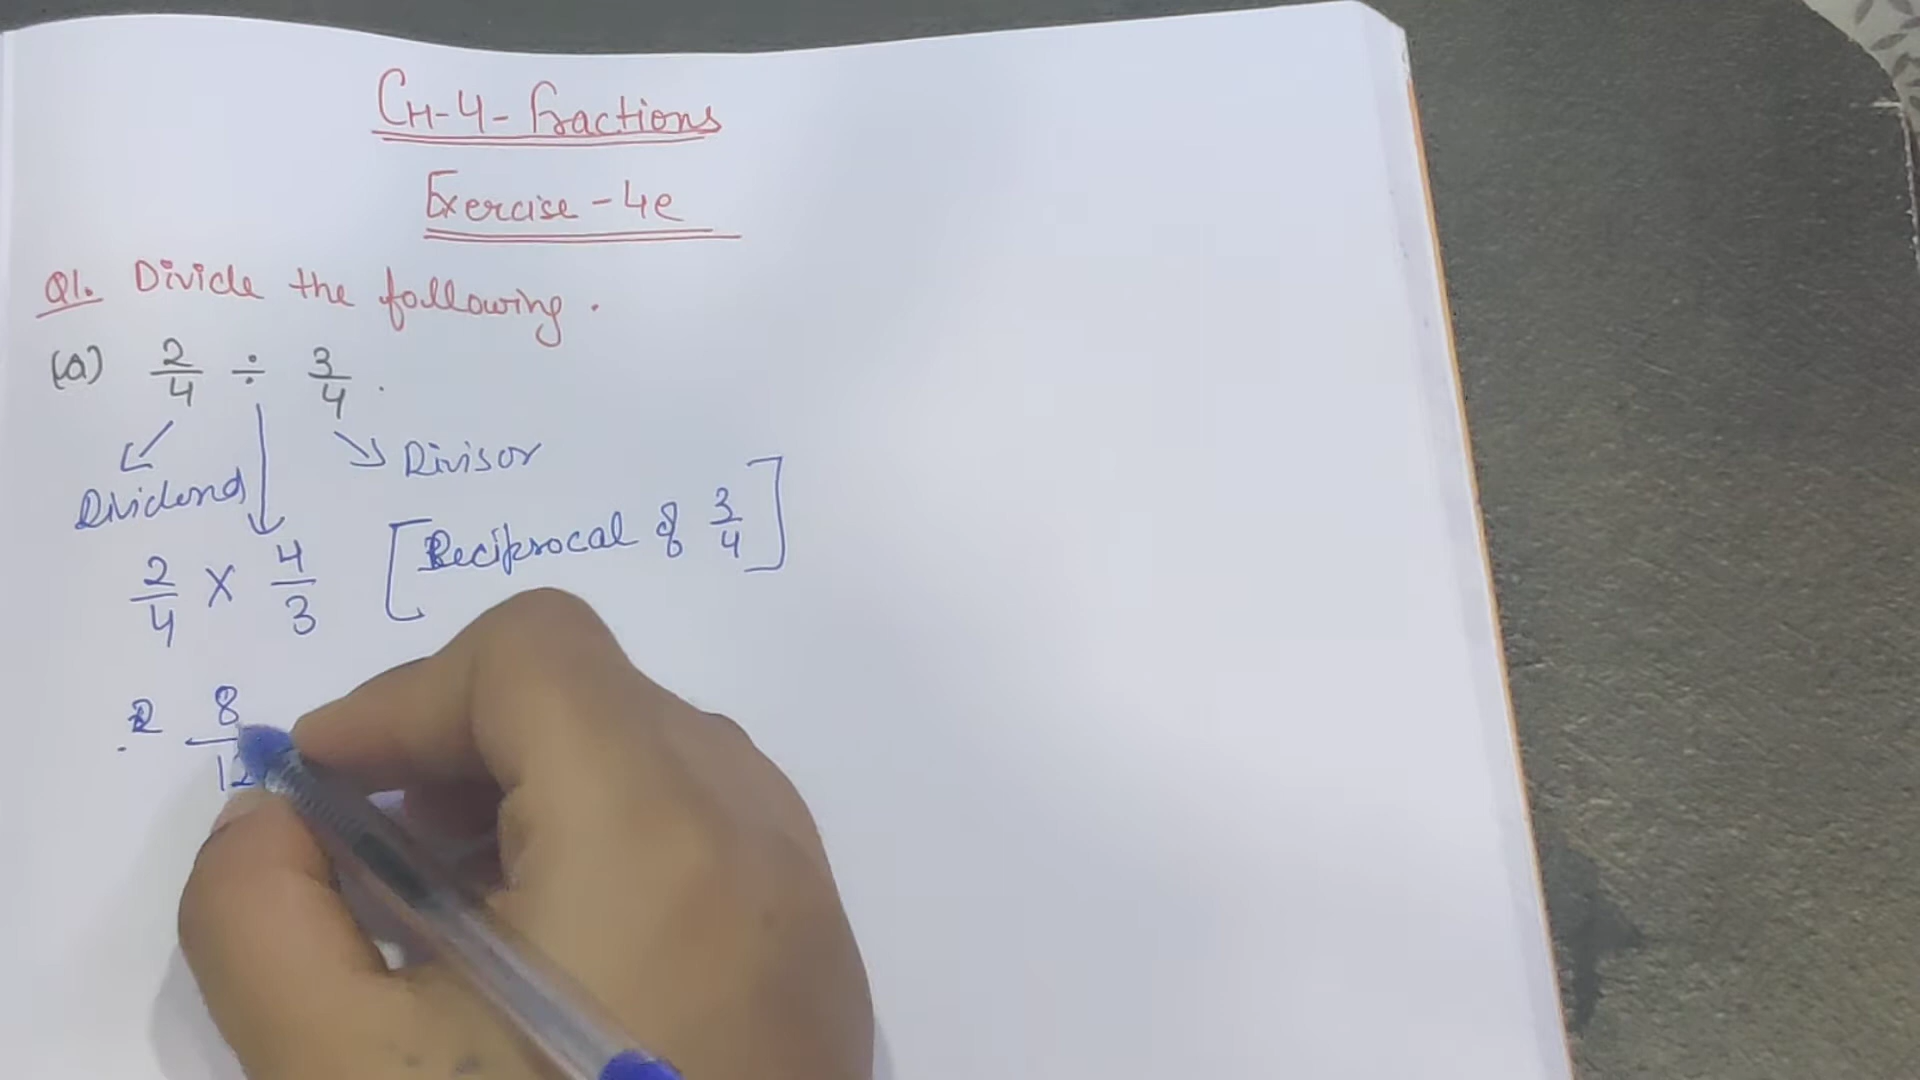 CH-4- Fractions
Exercise - 4e
Q1. Divide the following.
(a) 2/4 ÷ 3/4.
Divisor
Dividend
2/4 × 4/3 [Reciprocal of 3/4]
8/12